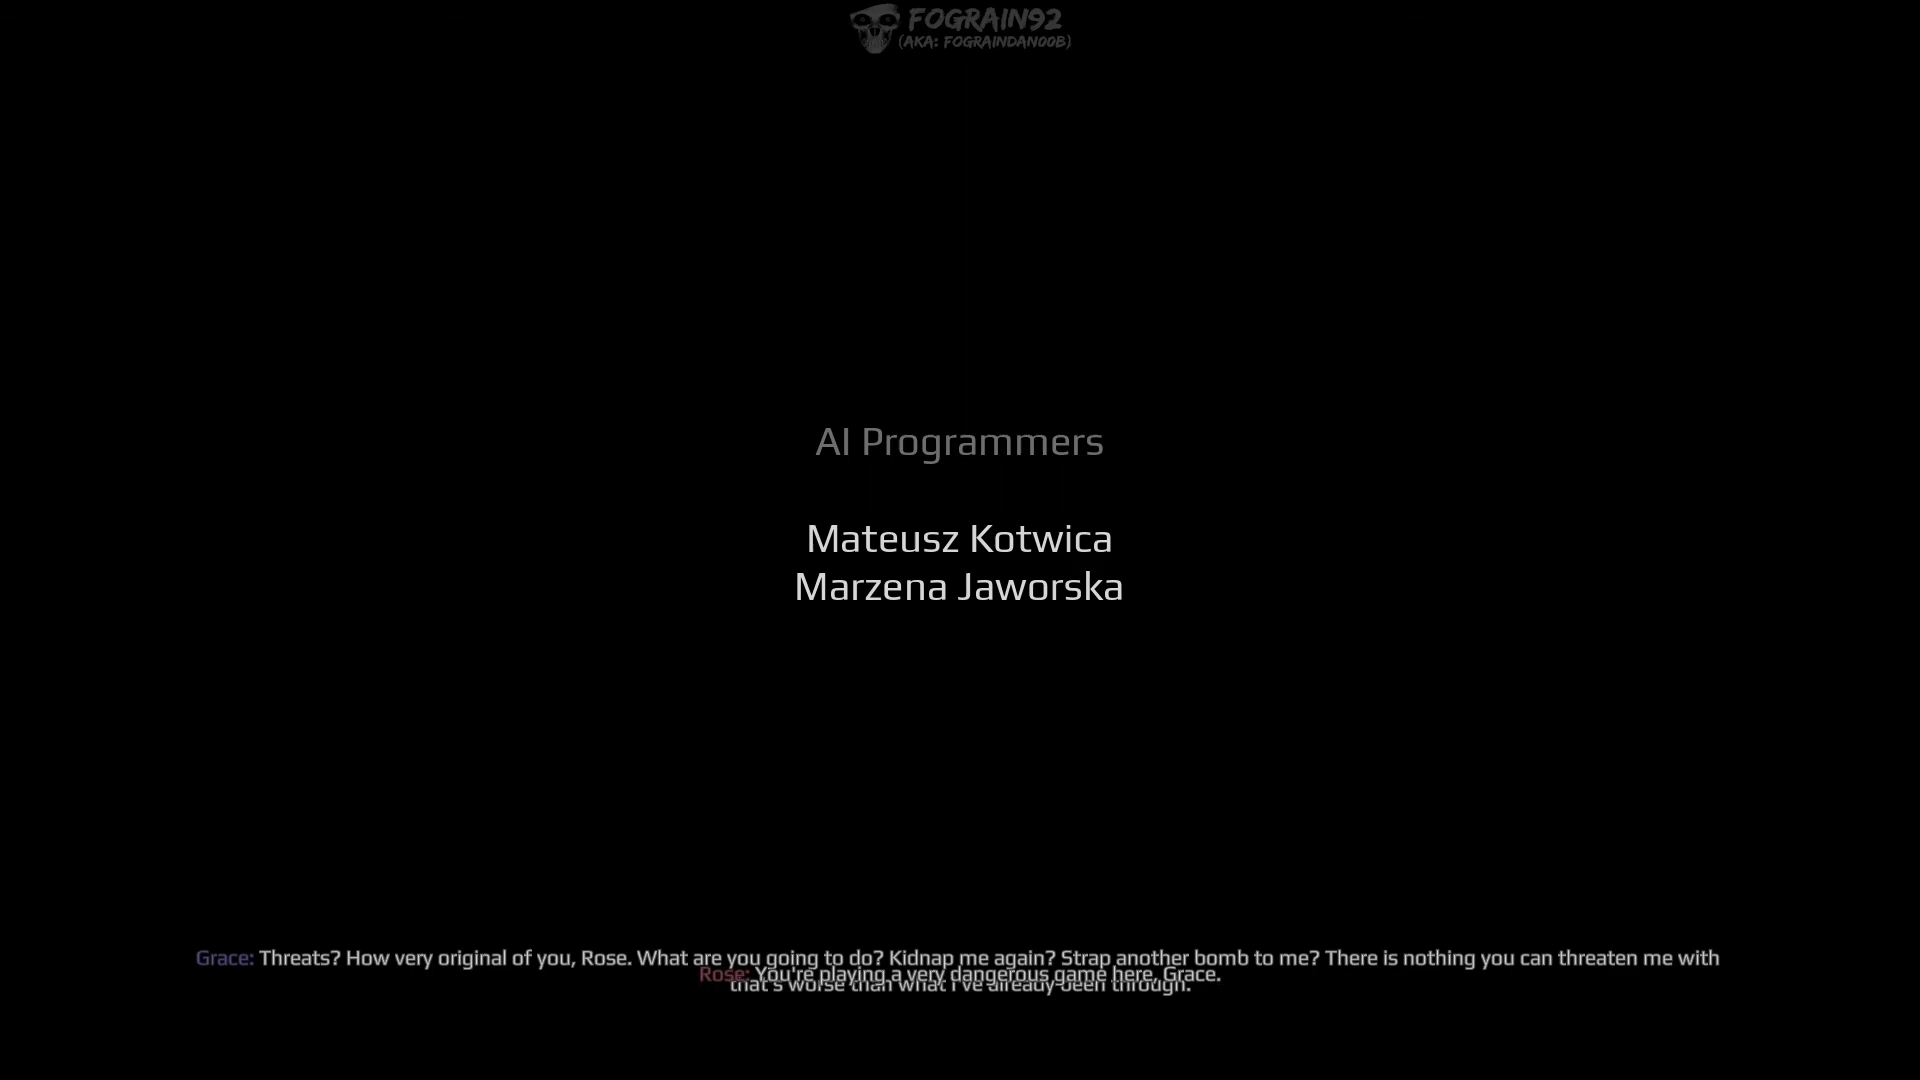 FOGRAIN92
(AKA: FOGRAINDANOOB)
AI Programmers
Mateusz Kotwica
Marzena Jaworska
Grace: Threats? How very original of you, Rose. What are you going to do? Kidnap me again? Strap another bomb to me? There is nothing you can threaten me with
Rose: You're playing a very dangerous game here, Grace.
that's worse than what I've already been through.